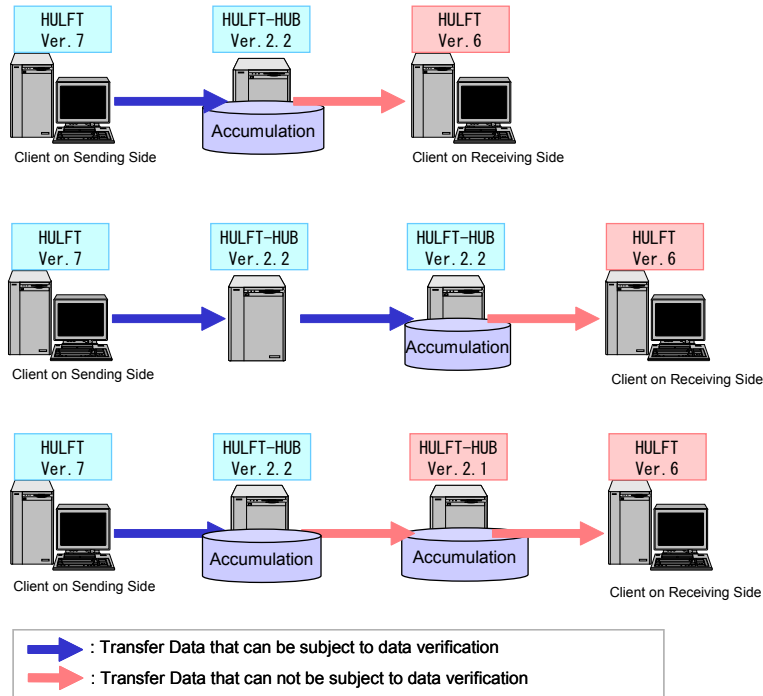 HULFT
Ver.7
HULFT-HUB
Ver.2.2
HULFT
Ver.6
Accumulation
Client on Sending Side
Client on Receiving Side
HULFT
Ver.7
HULFT-HUB
Ver.2.2
HULFT-HUB
Ver.2.2
HULFT
Ver.6
Accumulation
Client on Sending Side
Client on Receiving Side
HULFT
Ver.7
HULFT-HUB
Ver.2.2
HULFT-HUB
Ver.2.1
HULFT
Ver.6
Accumulation
Accumulation
Client on Sending Side
Client on Receiving Side
: Transfer Data that can be subject to data verification
: Transfer Data that can not be subject to data verification